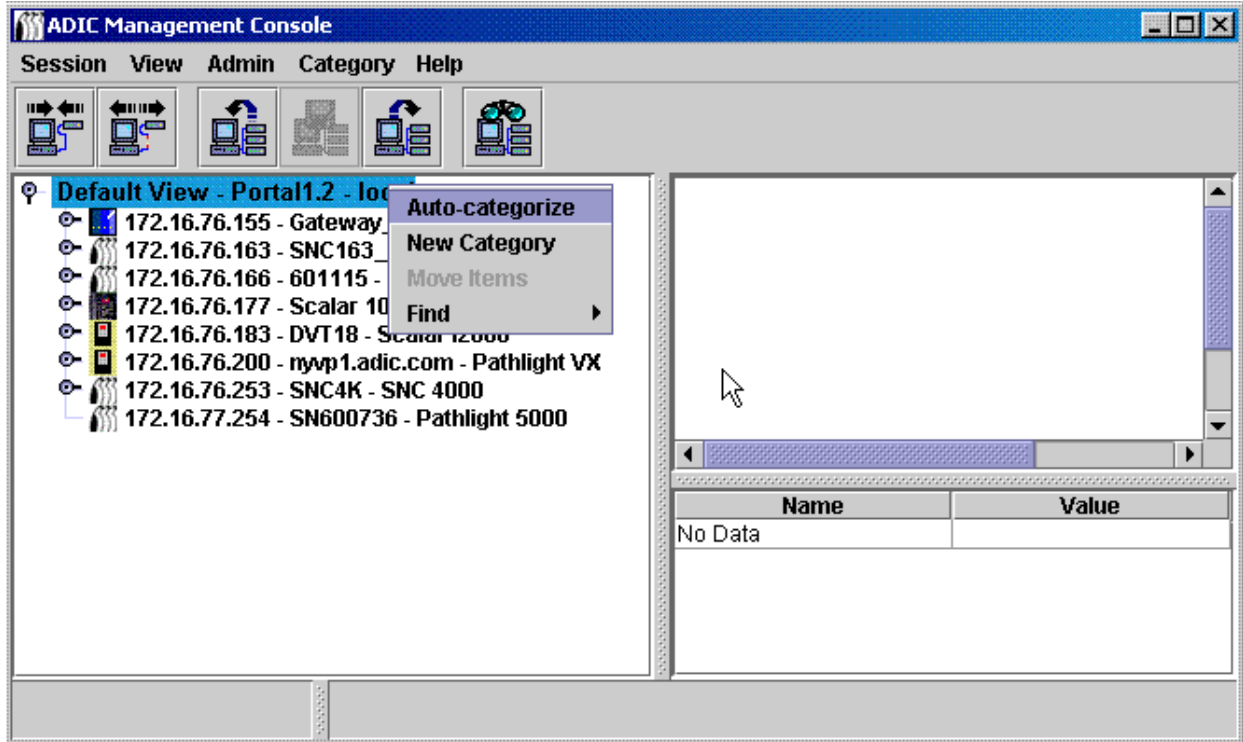 ADIC Management Console
Session View Admin Category Help
Default View - Portal1.2 - loc
172.16.76.155 - Gateway_
172.16.76.163 - SNC163_
172.16.76.166 - 601115 -
172.16.76.177 - Scalar 10
172.16.76.183 - DVT18 - Scalar i2000
172.16.76.200 - nyvp1.adic.com - Pathlight VX
172.16.76.253 - SNC4K - SNC 4000
172.16.77.254 - SN600736 - Pathlight 5000
Auto-categorize
New Category
Move Items
Find
Name Value
No Data